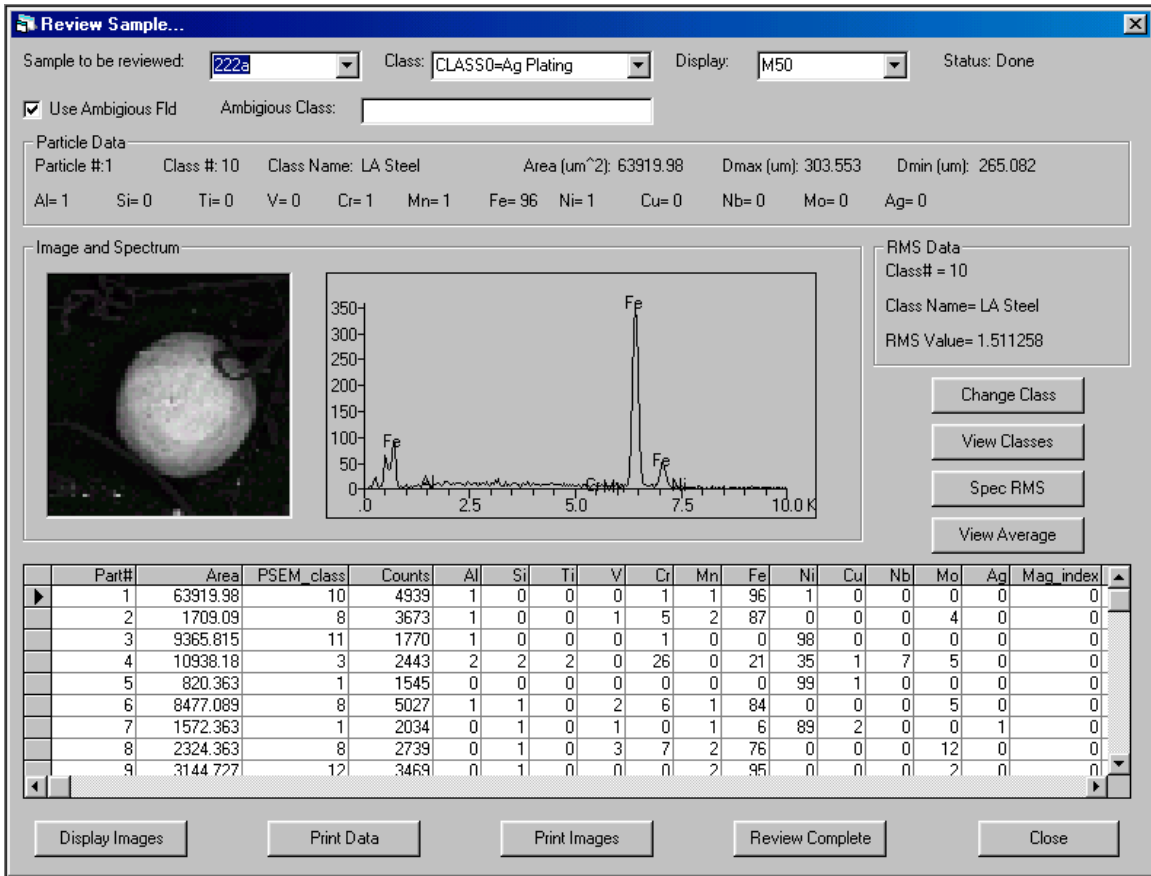 Review Sample...
Sample to be reviewed: 222a Class: CLASS0=Ag Plating Display: M50 Status: Done
Use Ambigious Fld Ambigious Class:
Particle Data
Particle #:1 Class #: 10 Class Name: LA Steel Area (um^2): 63919.98 Dmax (um): 303.553 Dmin (um): 265.082
Al= 1 Si= 0 Ti= 0 V= 0 Cr= 1 Mn= 1 Fe= 96 Ni= 1 Cu= 0 Nb= 0 Mo= 0 Ag= 0
Image and Spectrum
350
300
250
200
150
100
50
0
Fe
Fe
Fe
Al
Cr Mn Ni
.0 2.5 5.0 7.5 10.0 K
RMS Data
Class# = 10
Class Name= LA Steel
RMS Value= 1.511258
Change Class
View Classes
Spec RMS
View Average
Part# Area PSEM_class Counts Al Si Ti V Cr Mn Fe Ni Cu Nb Mo Ag Mag_index
1 63919.98 10 4939 1 0 0 0 1 1 96 1 0 0 0 0 0
2 1709.09 8 3673 1 0 0 1 5 2 87 0 0 0 4 0 0
3 9365.815 11 1770 1 0 0 0 1 0 0 98 0 0 0 0 0
4 10938.18 3 2443 2 2 2 0 26 0 21 35 1 7 5 0 0
5 820.363 1 1545 0 0 0 0 0 0 0 99 1 0 0 0 0
6 8477.089 8 5027 1 1 0 2 6 1 84 0 0 0 5 0 0
7 1572.363 1 2034 0 1 0 1 0 1 6 89 2 0 0 1 0
8 2324.363 8 2739 0 1 0 3 7 2 76 0 0 0 12 0 0
9 3144.727 12 3469 0 1 0 0 0 2 95 0 0 0 2 0 0
Display Images Print Data Print Images Review Complete Close